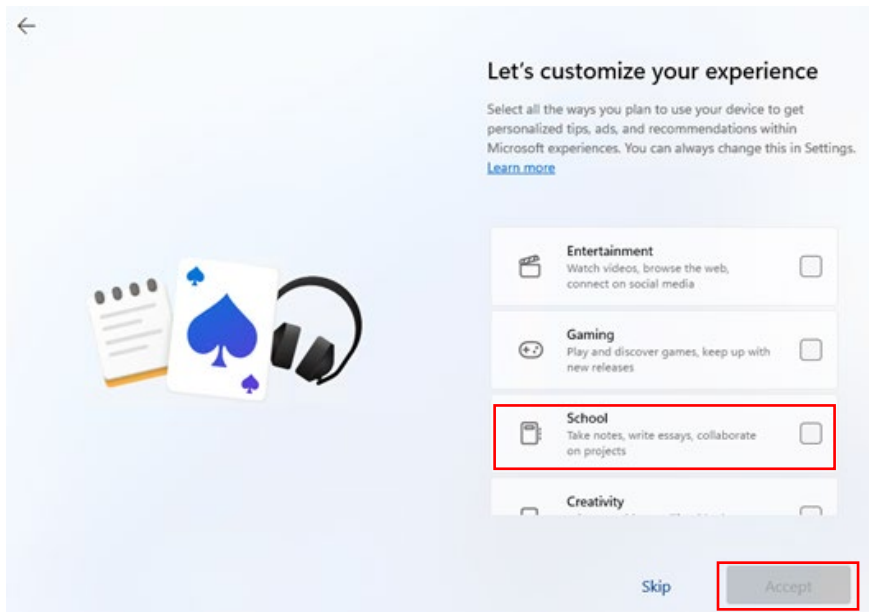 Let's customize your experience
Select all the ways you plan to use your device to get
personalized tips, ads, and recommendations within
Microsoft experiences. You can always change this in Settings.
Learn more
Entertainment
Watch videos, browse the web,
connect on social media
Gaming
Play and discover games, keep up with
new releases
School
Take notes, write essays, collaborate
on projects
Creativity
Skip
Accept